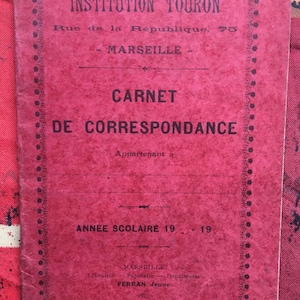 INSTITUTION TOURON
Rue de la République, 75
- MARSEILLE -
CARNET
DE CORRESPONDANCE
Appartenant à
ANNÉE SCOLAIRE 19 - 19
MARSEILLE
FERRAN Jeune